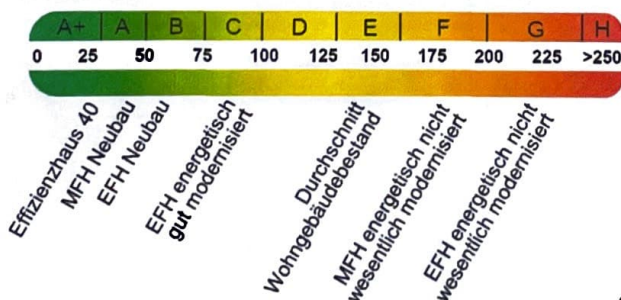 A+ A B C D E F G H
0 25 50 75 100 125 150 175 200 225 >250
Effizienzhaus 40
MFH Neubau
EFH Neubau
EFH energetisch
gut modernisiert
Durchschnitt
Wohngebäudebestand
MFH energetisch nicht
wesentlich modernisiert
EFH energetisch nicht
wesentlich modernisiert